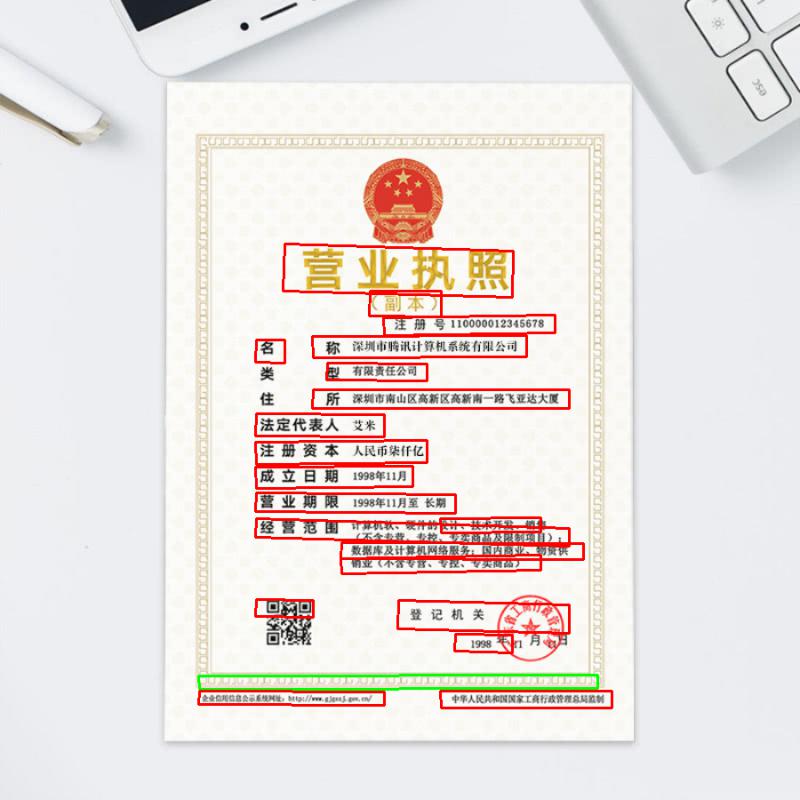 esc
营业执照
（副本）
注 册 号 110000012345678
名 称 深圳市腾讯计算机系统有限公司
类 型 有限责任公司
住 所 深圳市南山区高新区高新南一路飞亚达大厦
法定代表人 艾米
注 册 资 本 人民币柒仟亿
成 立 日 期 1998年11月
营 业 期 限 1998年11月至 长期
经 营 范 围 计算机软、硬件的设计、技术开发、销售
（不含专营、专控、专卖商品及限制项目）;
数据库及计算机网络服务; 国内商业、物资供
销业（不含专营、专控、专卖商品）
登 记 机 关
1998 年 11 月 日
企业信用信息公示系统网址: http://www.gjgxxj.gov.cn/
中华人民共和国国家工商行政管理总局监制